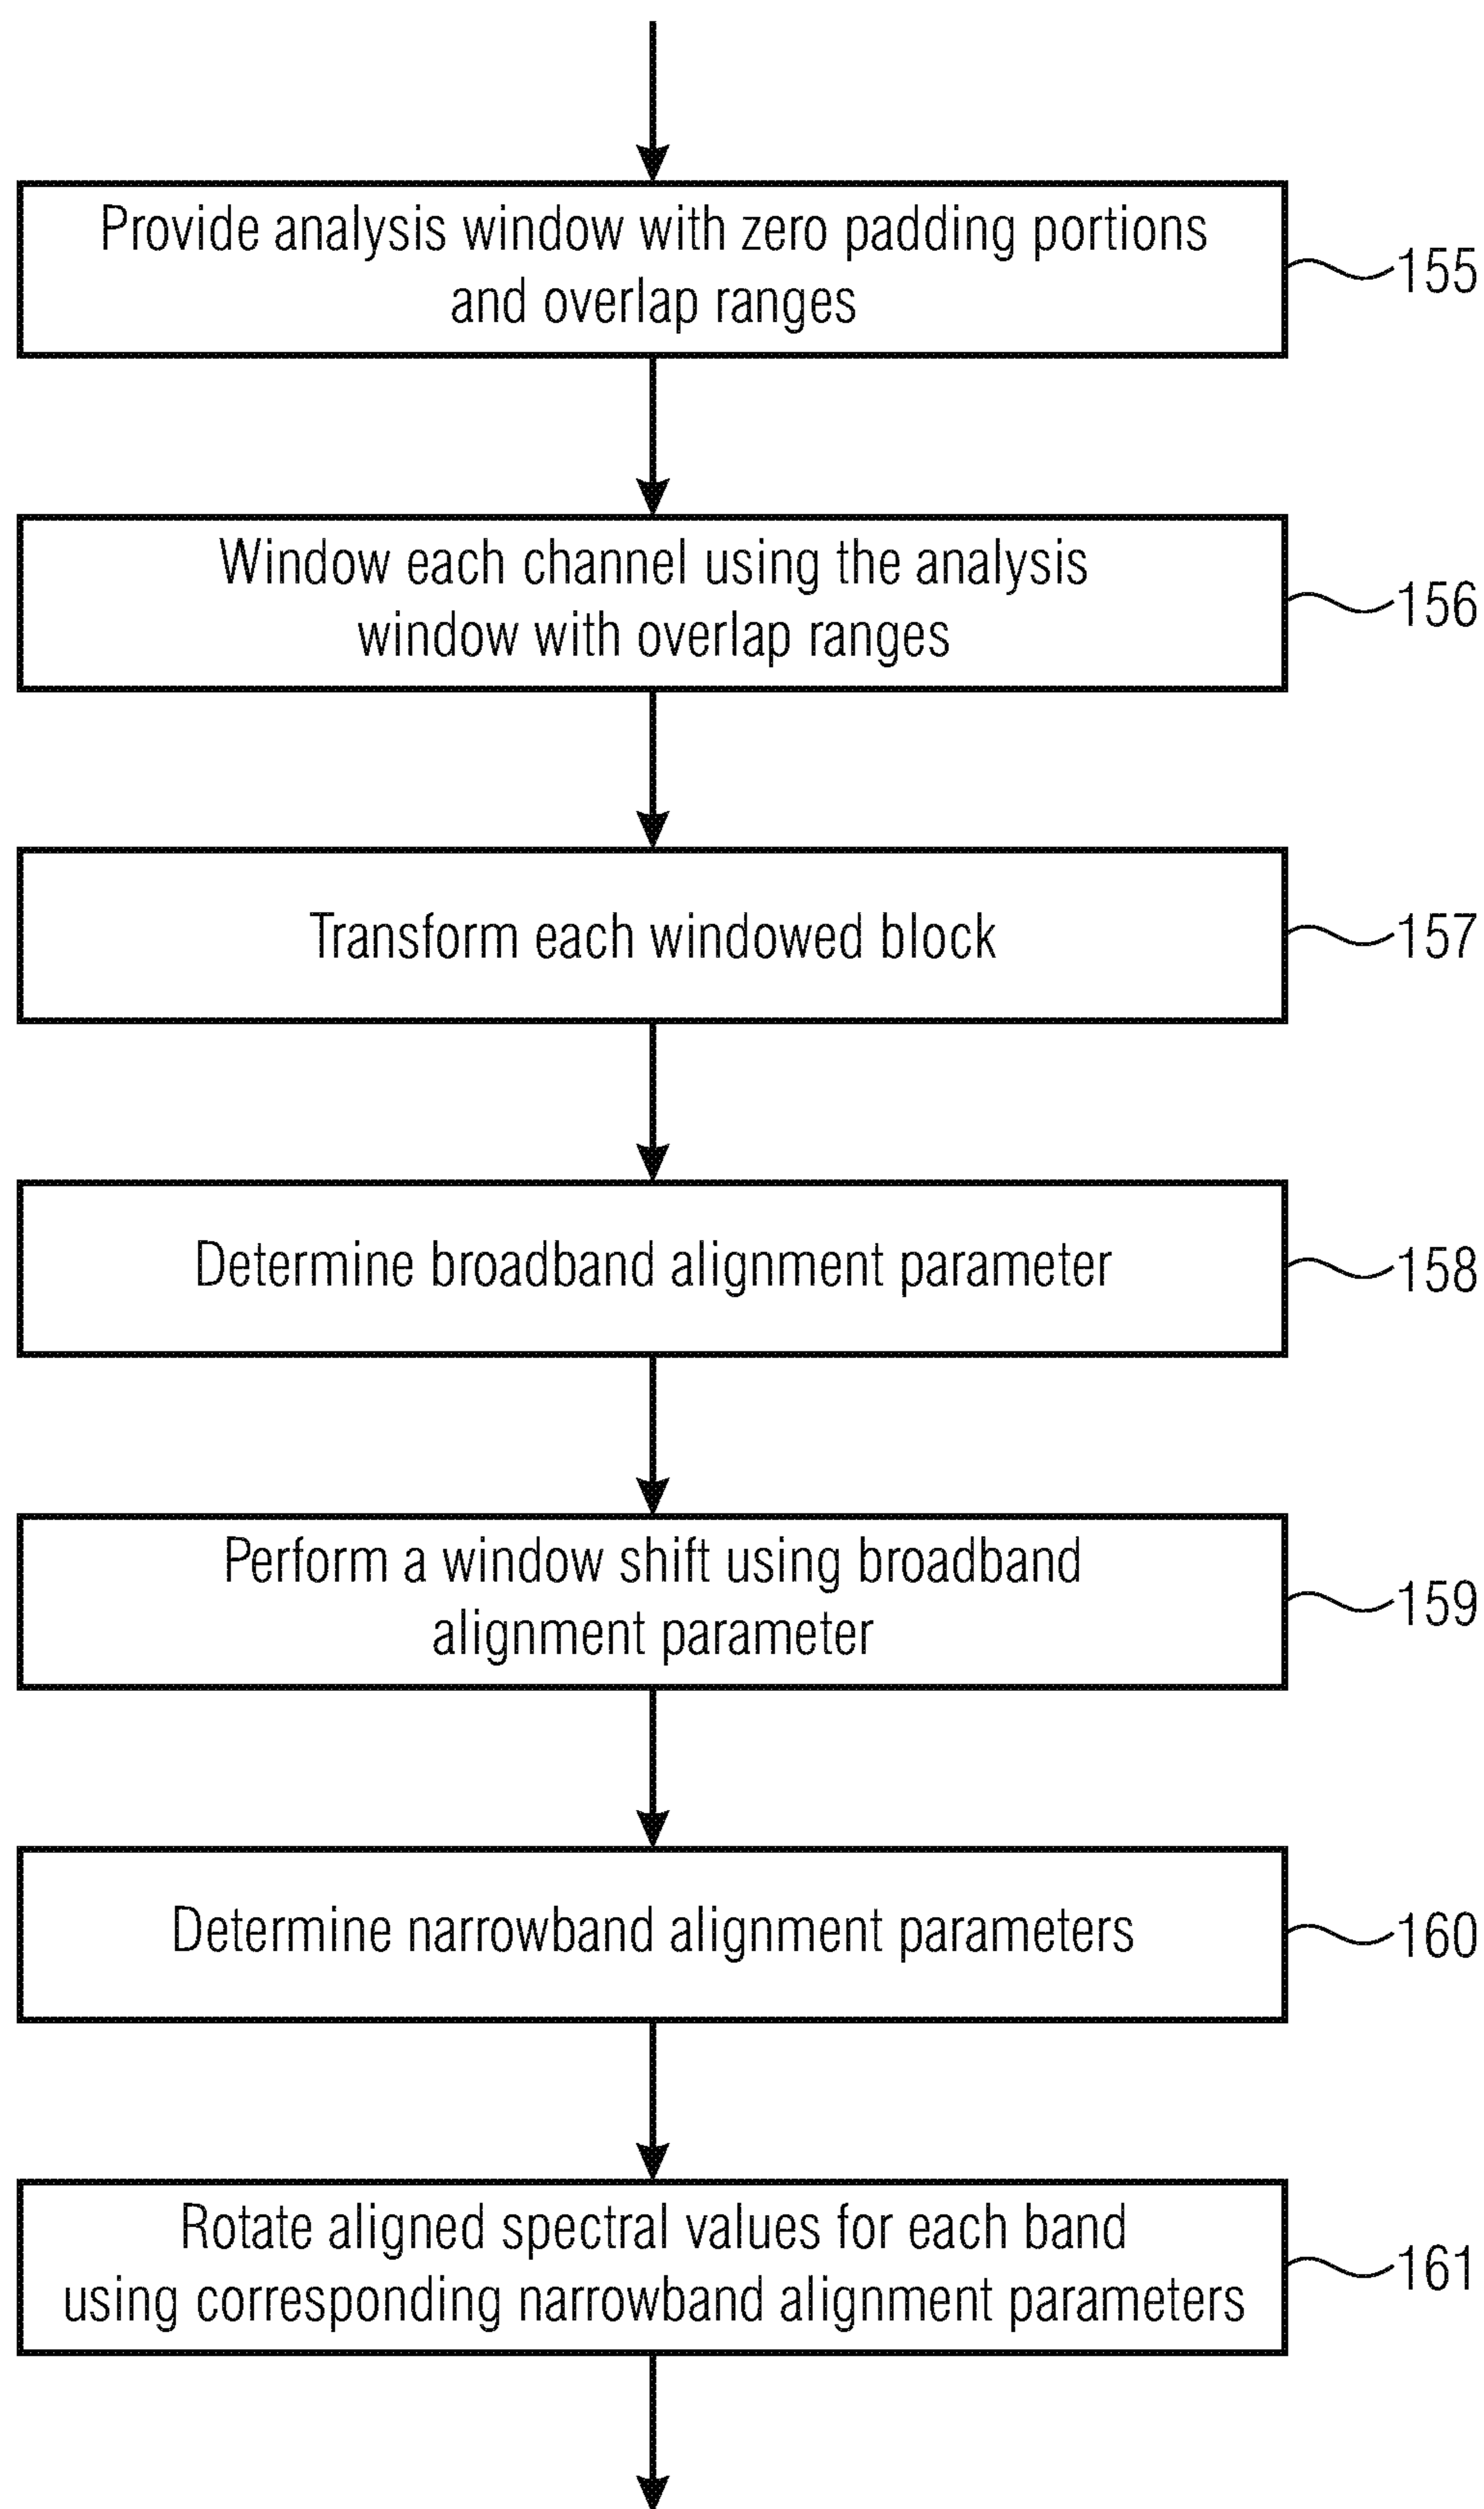 Provide analysis window with zero padding portions
and overlap ranges
155
Window each channel using the analysis
window with overlap ranges
156
Transform each windowed block
157
Determine broadband alignment parameter
158
Perform a window shift using broadband
alignment parameter
159
Determine narrowband alignment parameters
160
Rotate aligned spectral values for each band
using corresponding narrowband alignment parameters
161